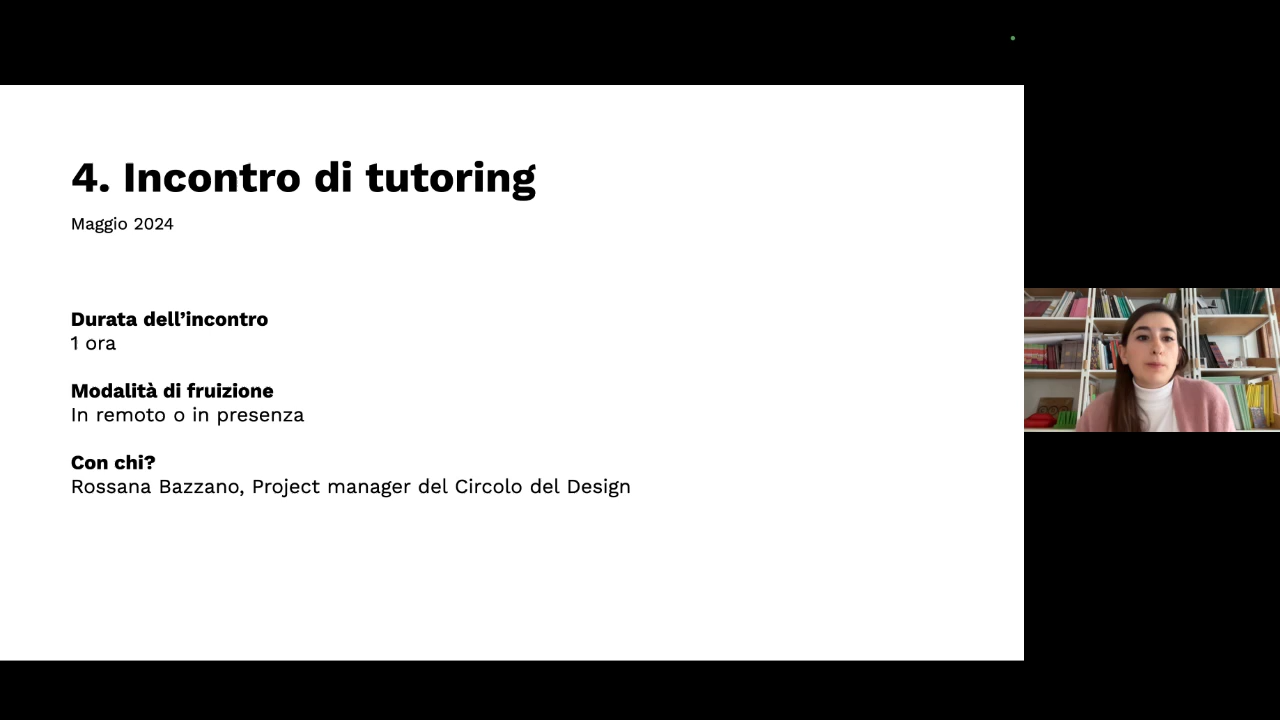 4. Incontro di tutoring
Maggio 2024
Durata dell’incontro
1 ora
Modalità di fruizione
In remoto o in presenza
Con chi?
Rossana Bazzano, Project manager del Circolo del Design